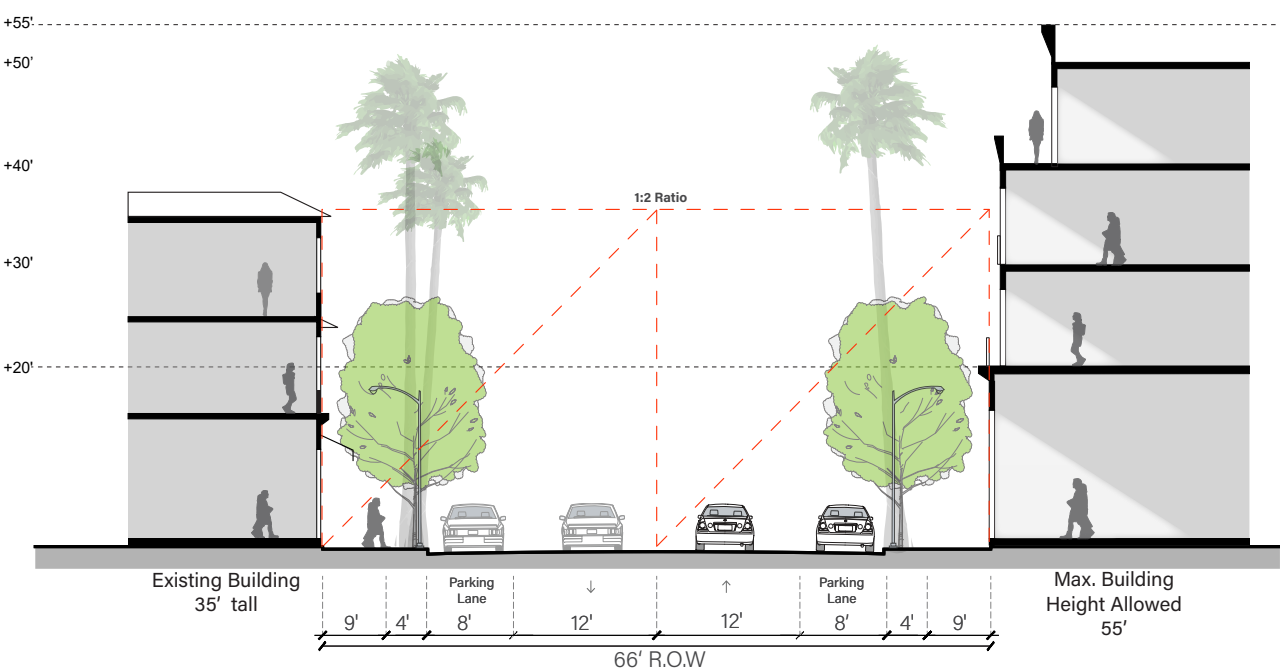 +55'
+50'
+40'
+30'
+20'
1:2 Ratio
Existing Building
35' tall
Parking
Lane
↓
↑
Parking
Lane
Max. Building
Height Allowed
55'
9' 4' 8' 12' 12' 8' 4' 9'
66' R.O.W